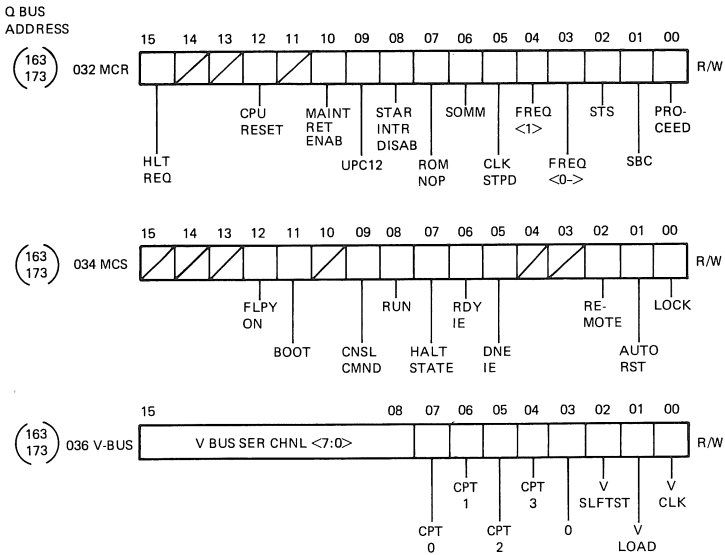 Q BUS
ADDRESS
15 14 13 12 11 10 09 08 07 06 05 04 03 02 01 00
(163
173) 032 MCR R/W
HLT
REQ
CPU
RESET
MAINT
RET
ENAB
UPC12
STAR
INTR
DISAB
ROM
NOP
SOMM
CLK
STPD
FREQ
<1>
FREQ
<0->
STS
SBC
PRO-
CEED
15 14 13 12 11 10 09 08 07 06 05 04 03 02 01 00
(163
173) 034 MCS R/W
FLPY
ON
BOOT
CNSL
CMND
RUN
HALT
STATE
RDY
IE
DNE
IE
RE-
MOTE
AUTO
RST
LOCK
15 08 07 06 05 04 03 02 01 00
(163
173) 036 V-BUS V BUS SER CHNL <7:0> R/W
CPT
0
CPT
1
CPT
2
CPT
3
0
V
SLFTST
V
LOAD
V
CLK